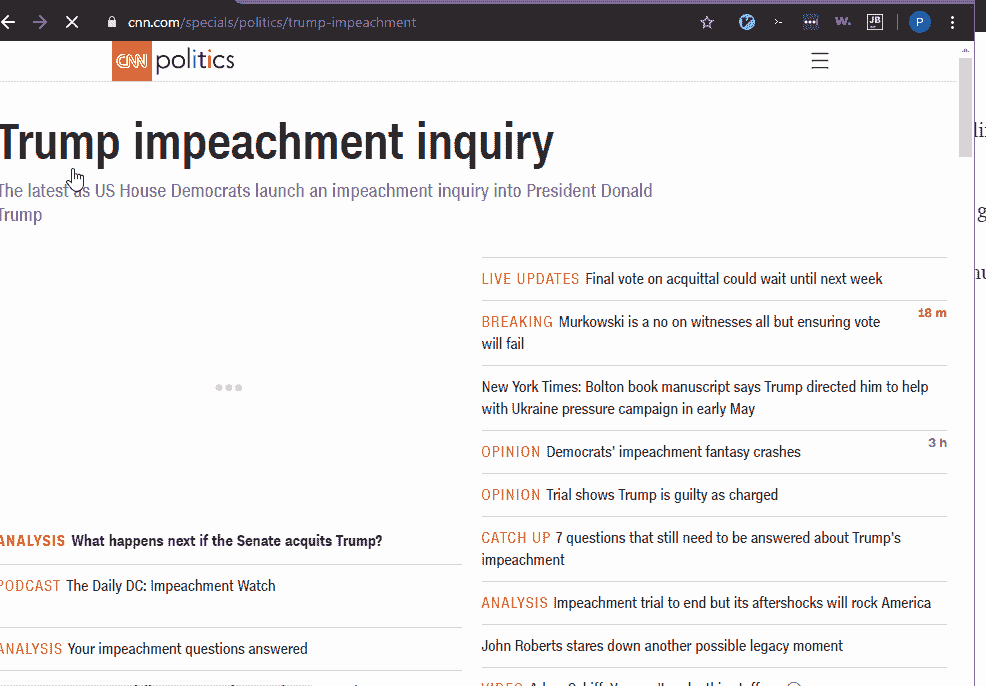 cnn.com/specials/politics/trump-impeachment
w.
JB
P
CNN politics
Trump impeachment inquiry
The latest as US House Democrats launch an impeachment inquiry into President Donald
Trump
ANALYSIS What happens next if the Senate acquits Trump?
PODCAST The Daily DC: Impeachment Watch
ANALYSIS Your impeachment questions answered
LIVE UPDATES Final vote on acquittal could wait until next week
BREAKING Murkowski is a no on witnesses all but ensuring vote
will fail
18 m
New York Times: Bolton book manuscript says Trump directed him to help
with Ukraine pressure campaign in early May
OPINION Democrats' impeachment fantasy crashes
3 h
OPINION Trial shows Trump is guilty as charged
CATCH UP 7 questions that still need to be answered about Trump's
impeachment
ANALYSIS Impeachment trial to end but its aftershocks will rock America
John Roberts stares down another possible legacy moment